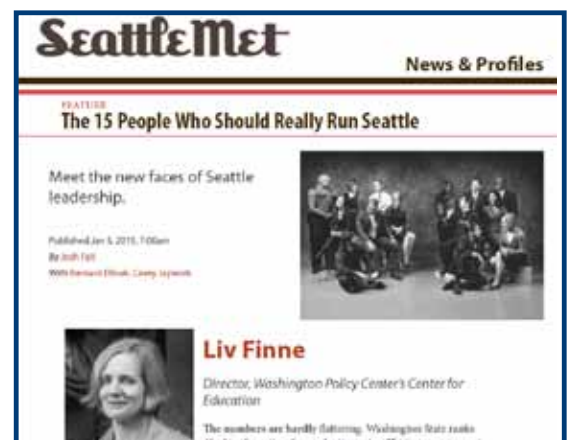 SeattleMet
News & Profiles
FEATURE
The 15 People Who Should Really Run Seattle
Meet the new faces of Seattle
leadership.
Published Jan 5, 2015, 7:00am
By Josh Feit
With
Liv Finne
Director, Washington Policy Center's Center for
Education
The numbers are hardly flattering. Washington State ranks